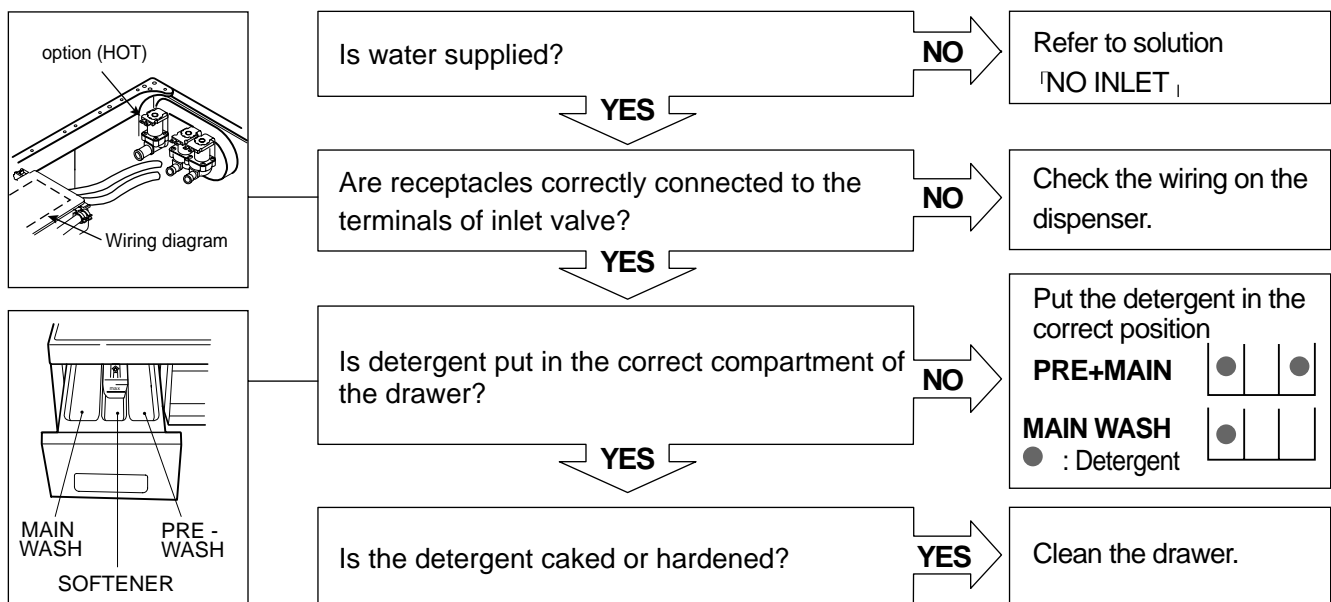 option (HOT)
Wiring diagram
Is water supplied?
NO
Refer to solution
「NO INLET」
YES
Are receptacles correctly connected to the
terminals of inlet valve?
NO
Check the wiring on the
dispenser.
YES
max
MAIN
WASH
PRE -
WASH
SOFTENER
Is detergent put in the correct compartment of
the drawer?
NO
Put the detergent in the
correct position
PRE+MAIN
MAIN WASH
: Detergent
YES
Is the detergent caked or hardened?
YES
Clean the drawer.